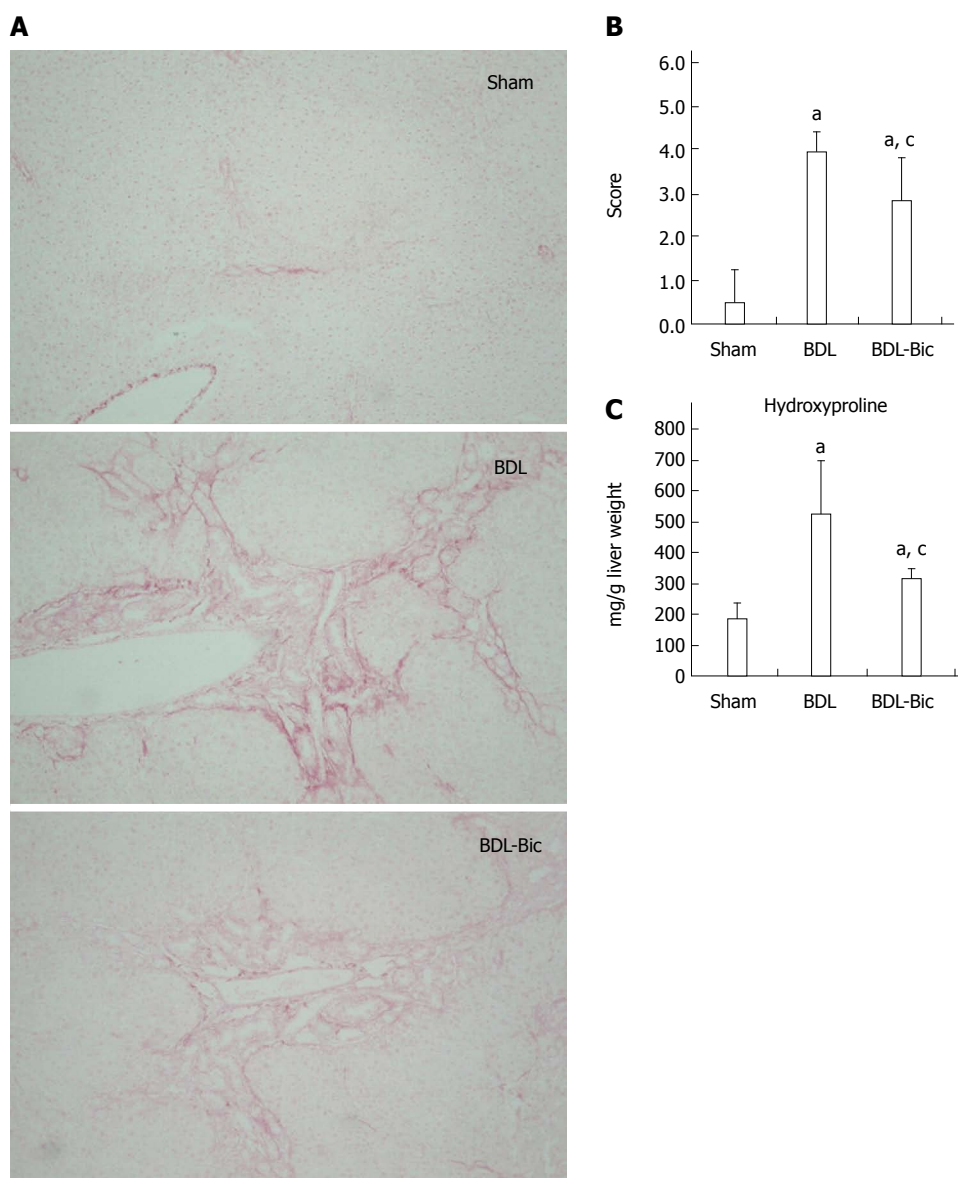 A
Sham
BDL
BDL-Bic
B
6.0
5.0
4.0
3.0
2.0
1.0
0.0
Score
a
a, c
Sham BDL BDL-Bic
C
Hydroxyproline
800
700
600
500
400
300
200
100
0
mg/g liver weight
a
a, c
Sham BDL BDL-Bic